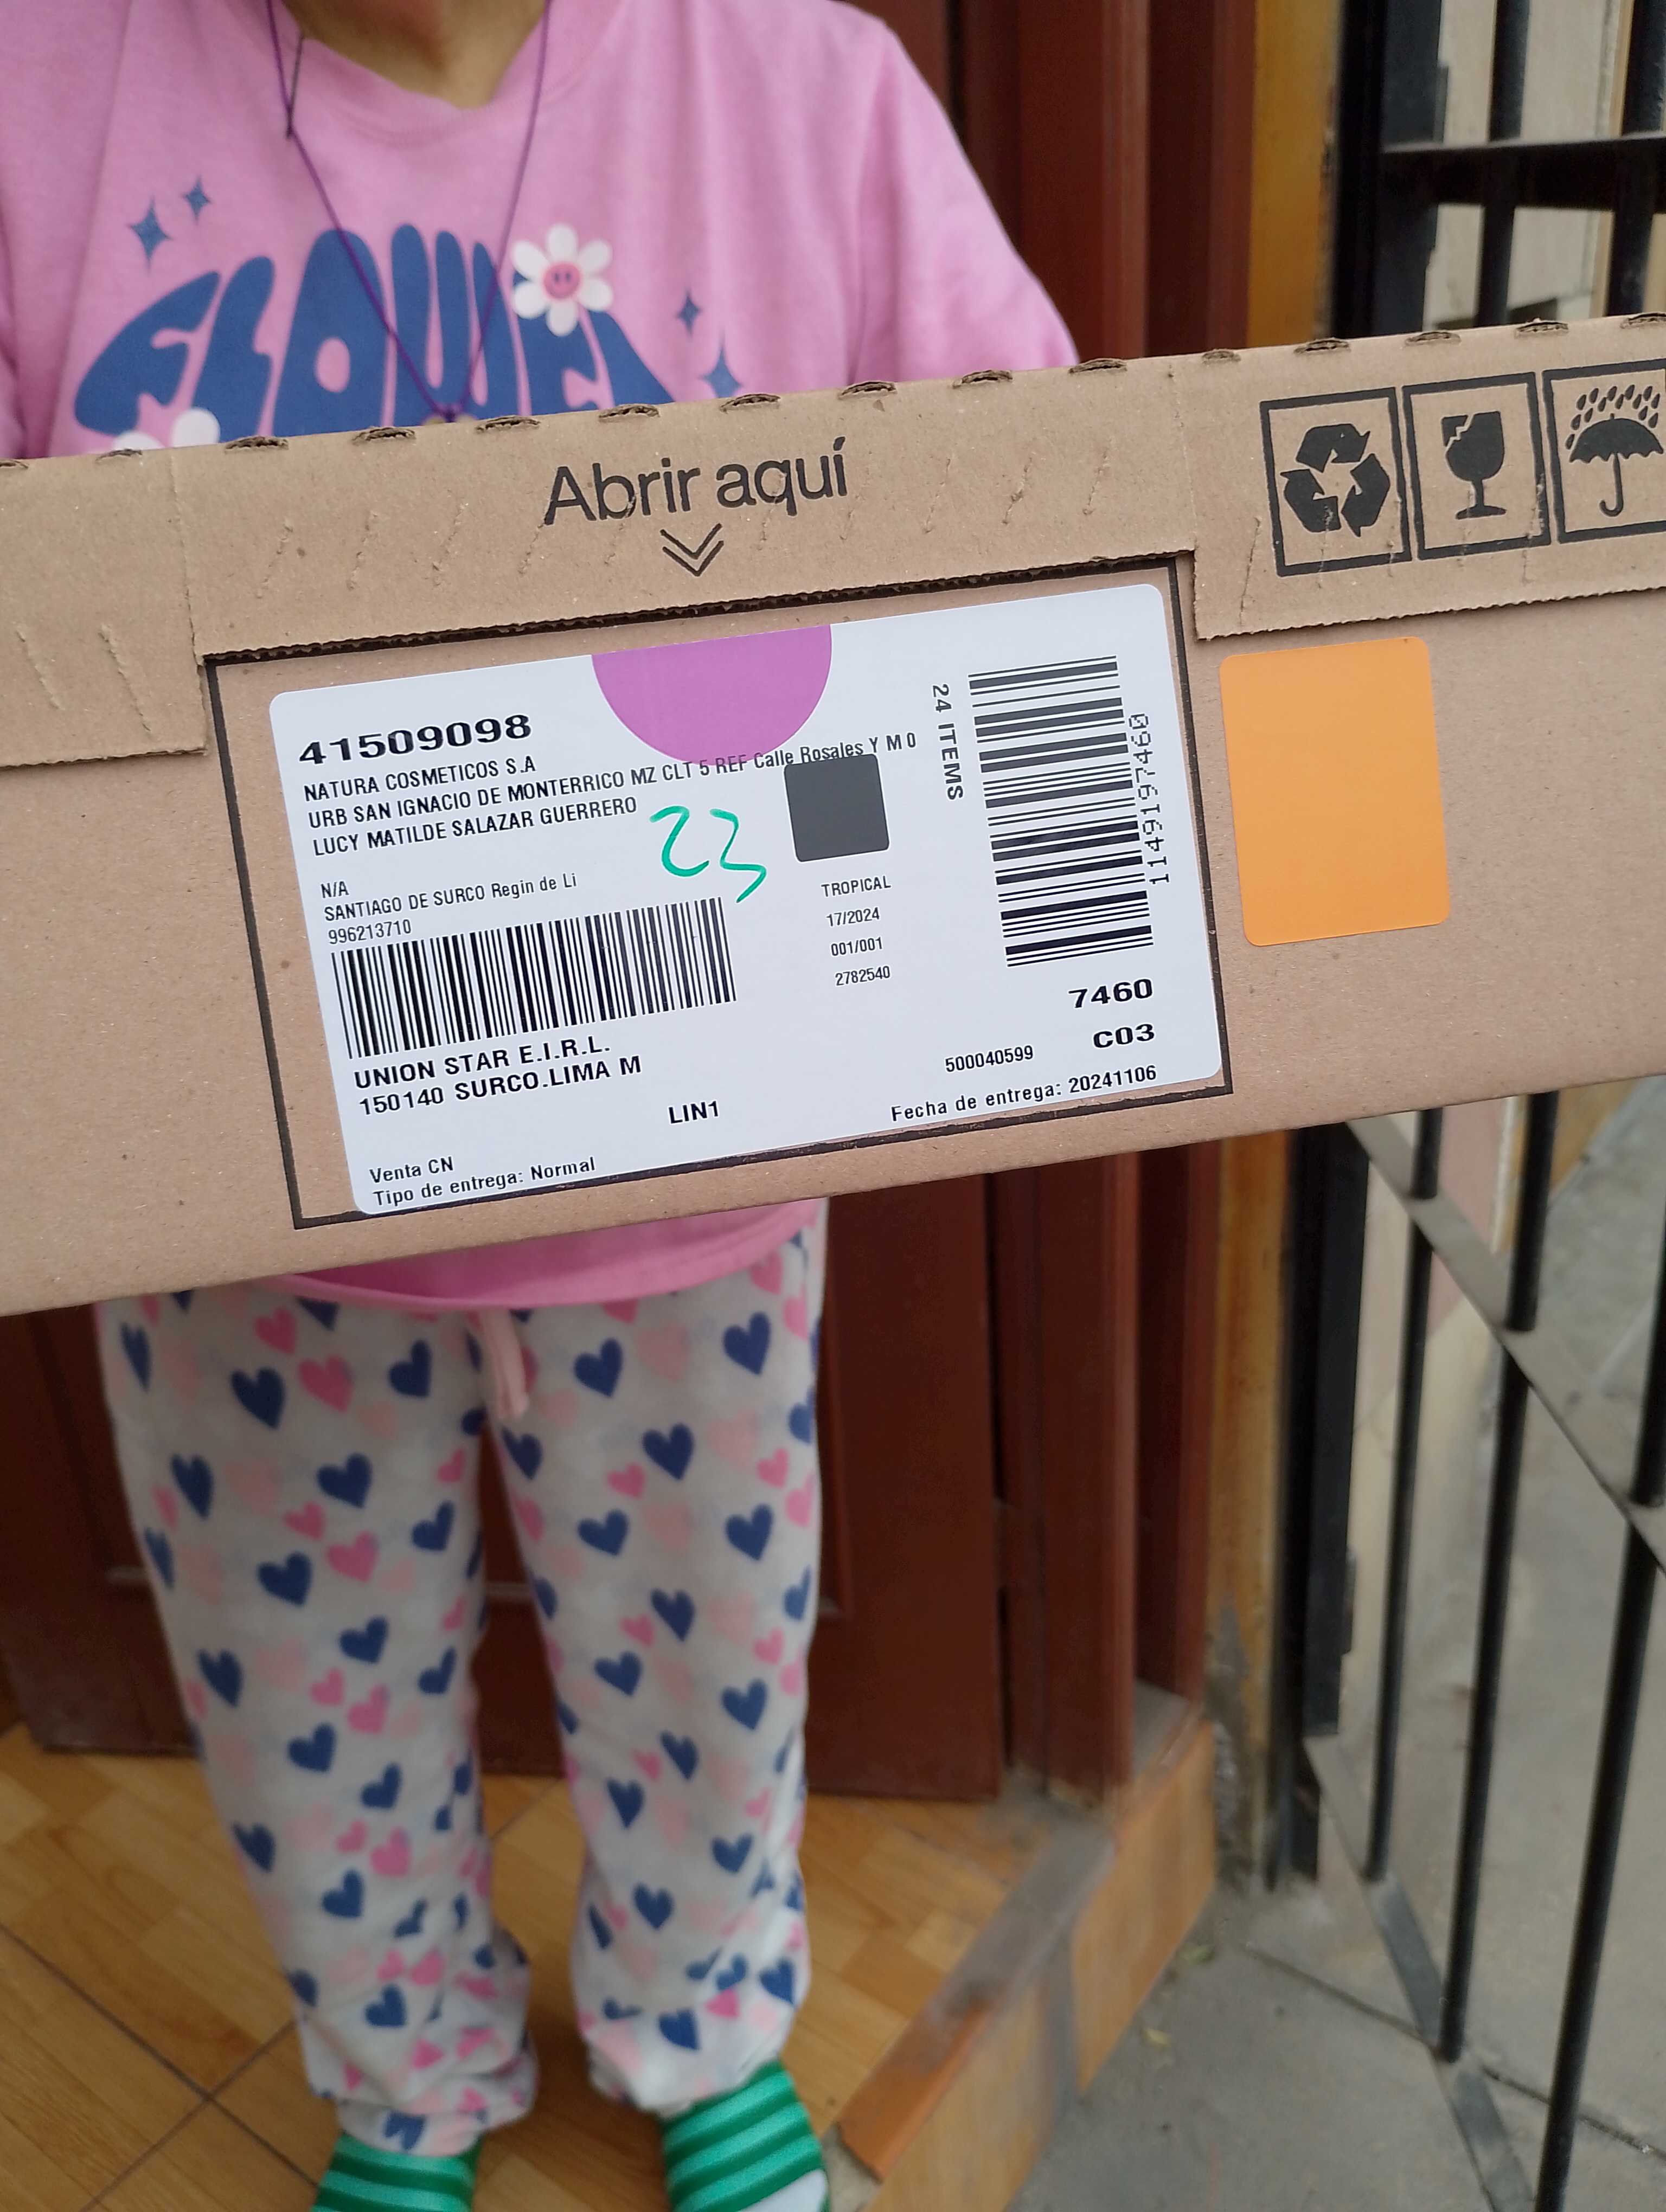 FLOWE
Abrir aquí
41509098
NATURA COSMETICOS S.A
URB SAN IGNACIO DE MONTERRICO MZ CLT 5 REF Calle Rosales Y M 0
LUCY MATILDE SALAZAR GUERRERO
23
N/A
SANTIAGO DE SURCO Regin de Li
996213710
UNION STAR E.I.R.L.
150140 SURCO.LIMA M
LIN1
Venta CN
Tipo de entrega: Normal
TROPICAL
17/2024
001/001
2782540
24 ITEMS
1149197460
7460
C03
500040599
Fecha de entrega: 20241106